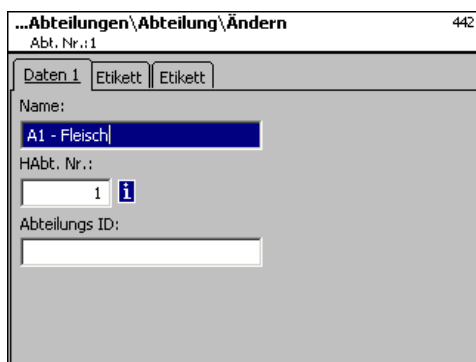 ...Abteilungen\Abteilung\Ändern 442
Abt. Nr.:1
Daten 1 Etikett Etikett
Name:
A1 - Fleisch
HAbt. Nr.:
1 i
Abteilungs ID: